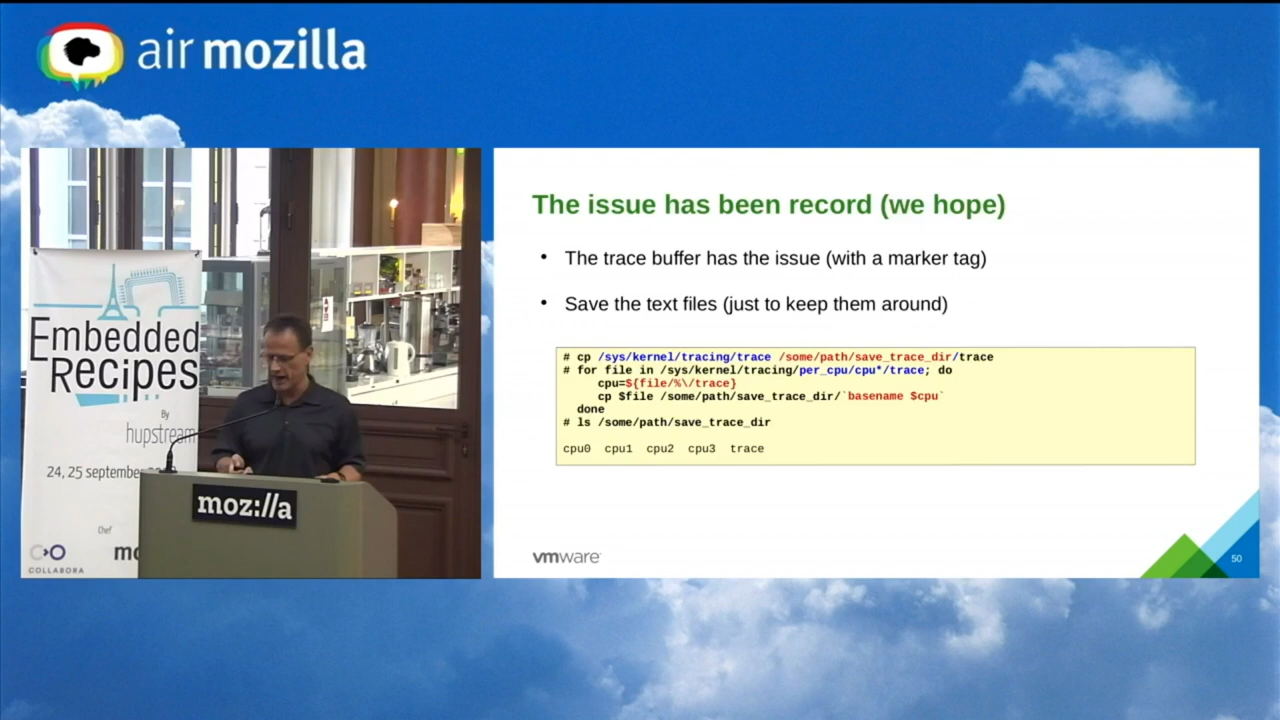 air mozilla
Embedded
Recipes
By
hupstream
24, 25 september
Chef
COLLABORA
moz://a
The issue has been record (we hope)
• The trace buffer has the issue (with a marker tag)
• Save the text files (just to keep them around)
# cp /sys/kernel/tracing/trace /some/path/save_trace_dir/trace
# for file in /sys/kernel/tracing/per_cpu/cpu*/trace; do
cpu=${file/%\/trace}
cp $file /some/path/save_trace_dir/`basename $cpu`
done
# ls /some/path/save_trace_dir
cpu0 cpu1 cpu2 cpu3 trace
vmware
50